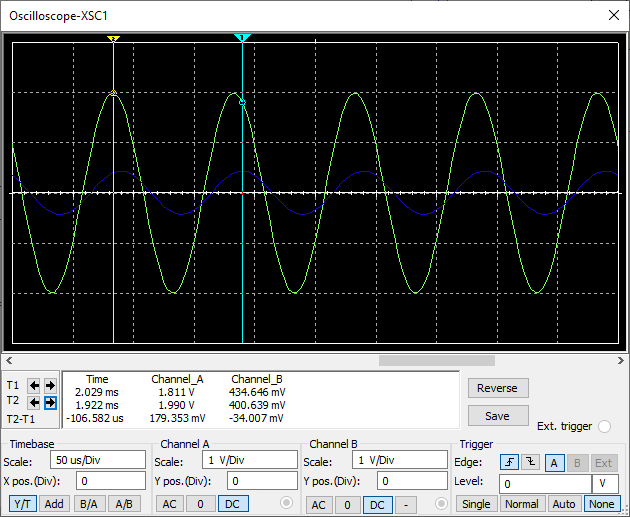 Oscilloscope-XSC1
2 1
T1
T2
T2-T1
Time Channel_A Channel_B
2.029 ms 1.811 V 434.646 mV
1.922 ms 1.990 V 400.639 mV
-106.582 us 179.353 mV -34.007 mV
Reverse
Save
Ext. trigger
Timebase
Scale: 50 us/Div
X pos.(Div): 0
Y/T Add B/A A/B
Channel A
Scale: 1 V/Div
Y pos.(Div): 0
AC 0 DC
Channel B
Scale: 1 V/Div
Y pos.(Div): 0
AC 0 DC -
Trigger
Edge: A B Ext
Level: 0 V
Single Normal Auto None